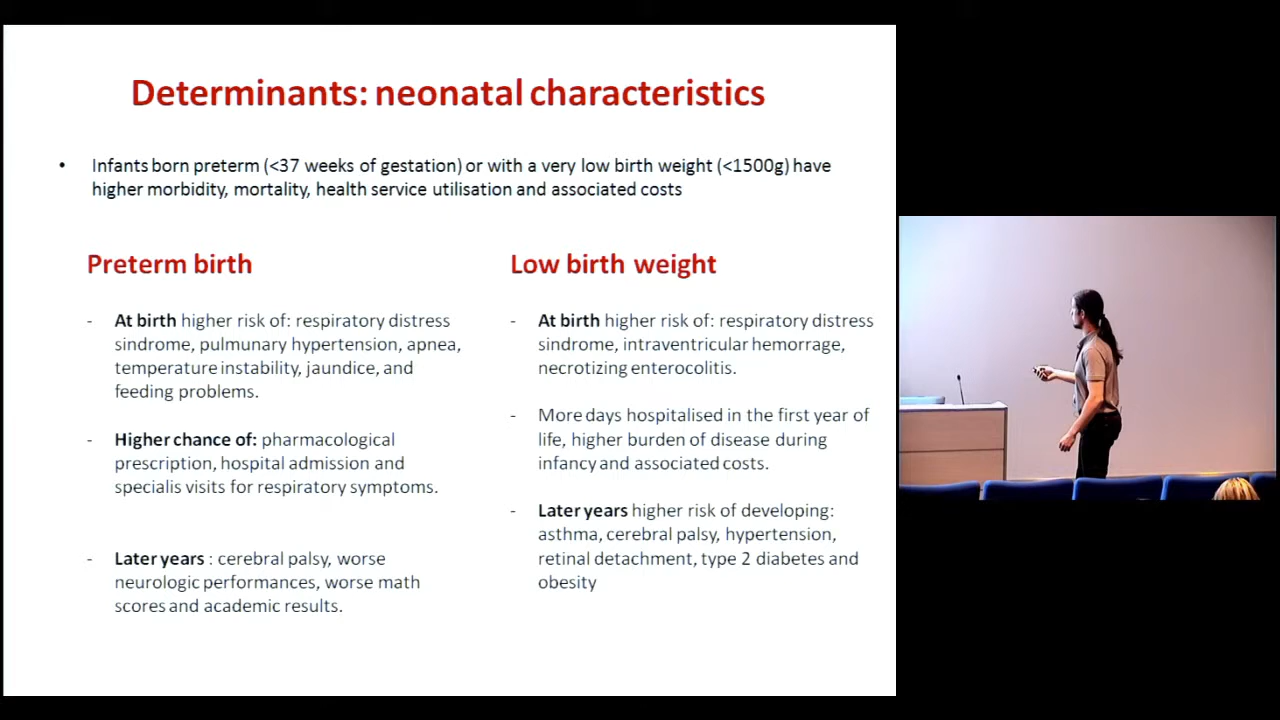 Determinants: neonatal characteristics
• Infants born preterm (<37 weeks of gestation) or with a very low birth weight (<1500g) have
higher morbidity, mortality, health service utilisation and associated costs
Preterm birth
- At birth higher risk of: respiratory distress
sindrome, pulmunary hypertension, apnea,
temperature instability, jaundice, and
feeding problems.
- Higher chance of: pharmacological
prescription, hospital admission and
specialis visits for respiratory symptoms.
- Later years : cerebral palsy, worse
neurologic performances, worse math
scores and academic results.
Low birth weight
- At birth higher risk of: respiratory distress
sindrome, intraventricular hemorrage,
necrotizing enterocolitis.
- More days hospitalised in the first year of
life, higher burden of disease during
infancy and associated costs.
- Later years higher risk of developing:
asthma, cerebral palsy, hypertension,
retinal detachment, type 2 diabetes and
obesity